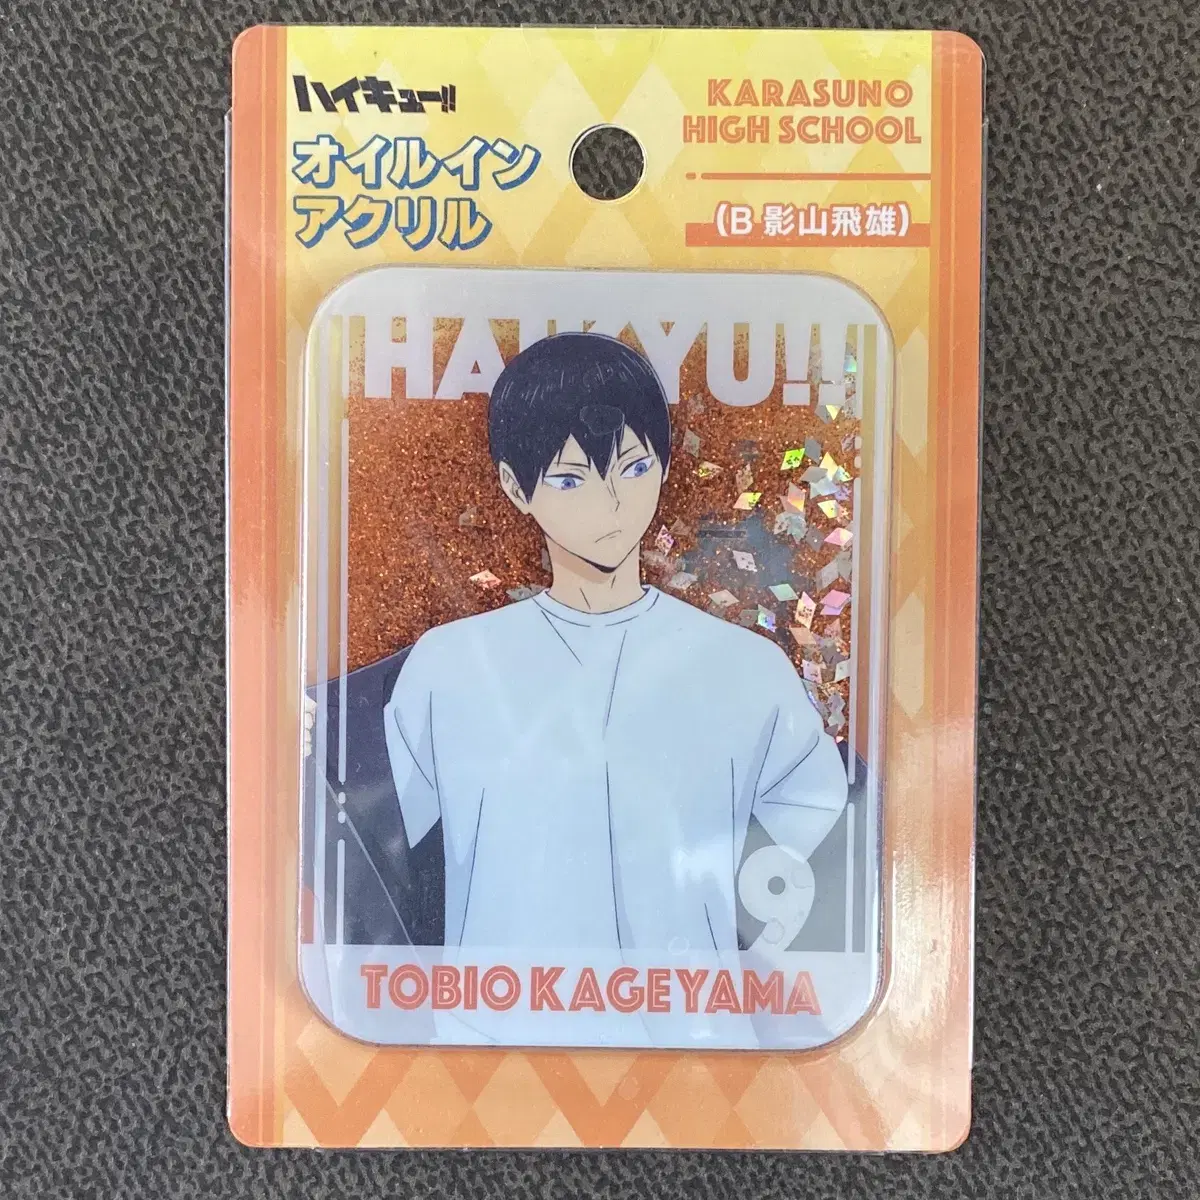 ハイキュー!!
オイルイン
アクリル
KARASUNO
HIGH SCHOOL
(B 影山飛雄)
HAIKYU!!
9
TOBIO KAGEYAMA